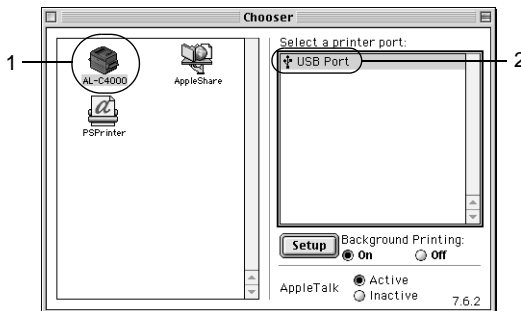 Chooser
1
AL-C4000
AppleShare
a
PSPrinter
Select a printer port:
USB Port
2
Setup
Background Printing:
On
Off
AppleTalk
Active
Inactive
7.6.2